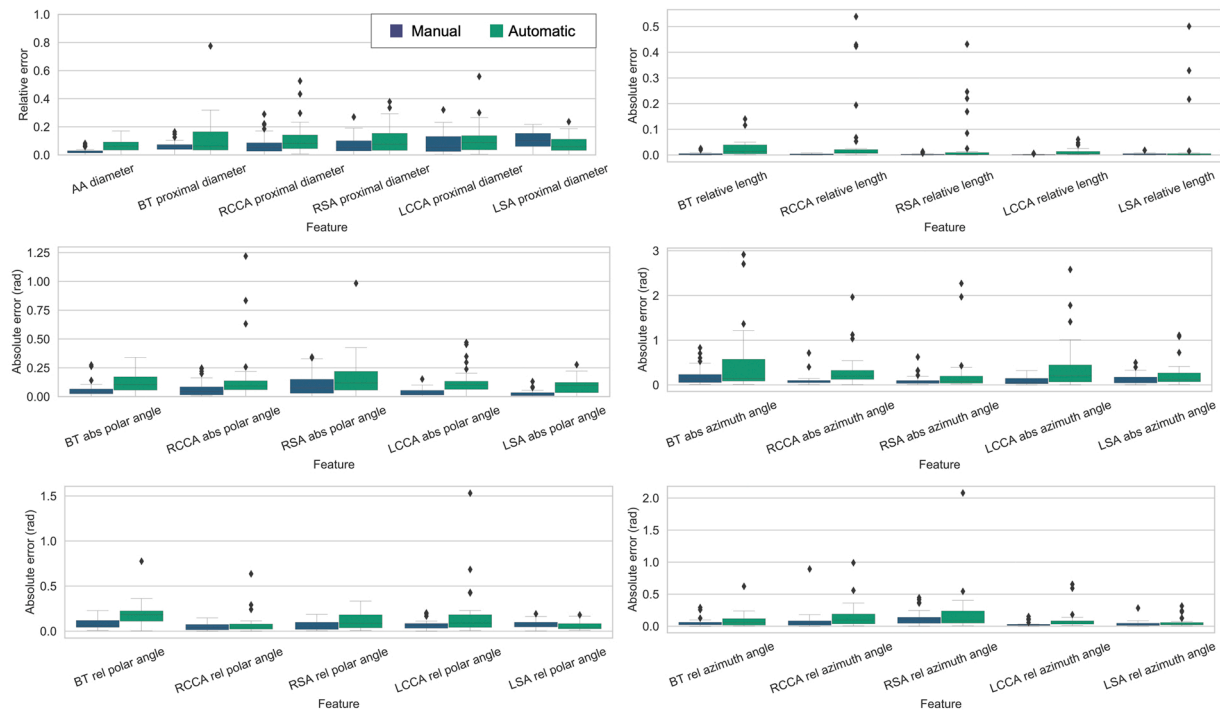 Manual Automatic
Relative error
1.0
0.8
0.6
0.4
0.2
0.0
AA diameter
BT proximal diameter
RCCA proximal diameter
RSA proximal diameter
LCCA proximal diameter
LSA proximal diameter
Feature
Absolute error
0.5
0.4
0.3
0.2
0.1
0.0
BT relative length
RCCA relative length
RSA relative length
LCCA relative length
LSA relative length
Feature
Absolute error (rad)
1.25
1.00
0.75
0.50
0.25
0.00
BT abs polar angle
RCCA abs polar angle
RSA abs polar angle
LCCA abs polar angle
LSA abs polar angle
Feature
Absolute error (rad)
3
2
1
0
BT abs azimuth angle
RCCA abs azimuth angle
RSA abs azimuth angle
LCCA abs azimuth angle
LSA abs azimuth angle
Feature
Absolute error (rad)
1.5
1.0
0.5
0.0
BT rel polar angle
RCCA rel polar angle
RSA rel polar angle
LCCA rel polar angle
LSA rel polar angle
Feature
Absolute error (rad)
2.0
1.5
1.0
0.5
0.0
BT rel azimuth angle
RCCA rel azimuth angle
RSA rel azimuth angle
LCCA rel azimuth angle
LSA rel azimuth angle
Feature